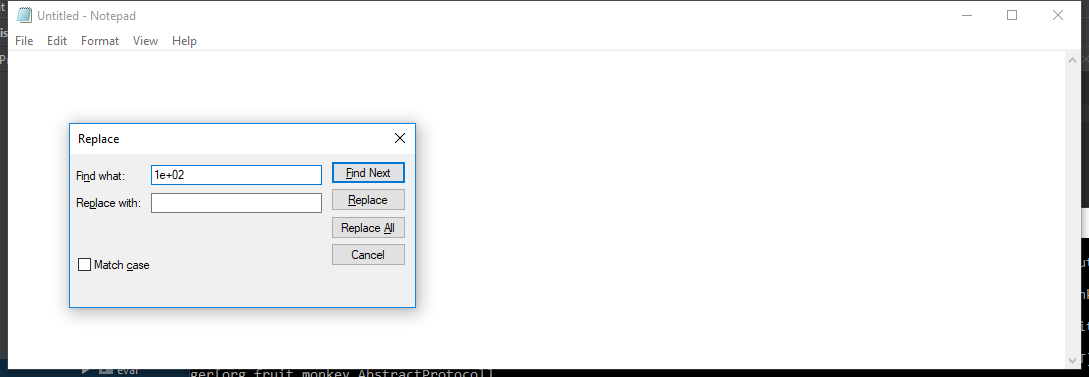 Untitled - Notepad
File Edit Format View Help
Replace
Find what: 1e+02 Find Next
Replace with: Replace
Replace All
Cancel
Match case
eval
ger[org.fruit.monkey.AbstractProtocol]